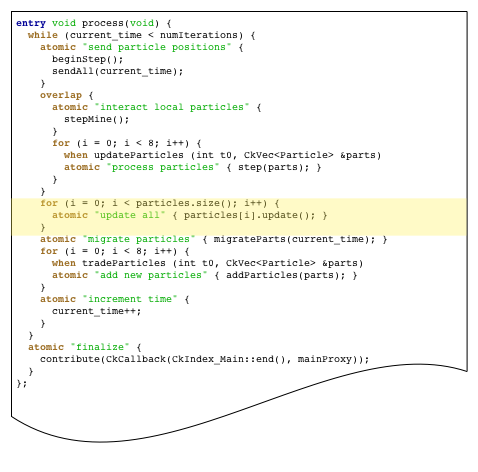 entry void process(void) {
while (current_time < numIterations) {
atomic "send particle positions" {
beginStep();
sendAll(current_time);
}
overlap {
atomic "interact local particles" {
stepMine();
}
for (i = 0; i < 8; i++) {
when updateParticles (int t0, CkVec<Particle> &parts)
atomic "process particles" { step(parts); }
}
}
for (i = 0; i < particles.size(); i++) {
atomic "update all" { particles[i].update(); }
}
atomic "migrate particles" { migrateParts(current_time); }
for (i = 0; i < 8; i++) {
when tradeParticles (int t0, CkVec<Particle> &parts)
atomic "add new particles" { addParticles(parts); }
}
atomic "increment time" {
current_time++;
}
}
atomic "finalize" {
contribute(CkCallback(CkIndex_Main::end(), mainProxy));
}
};